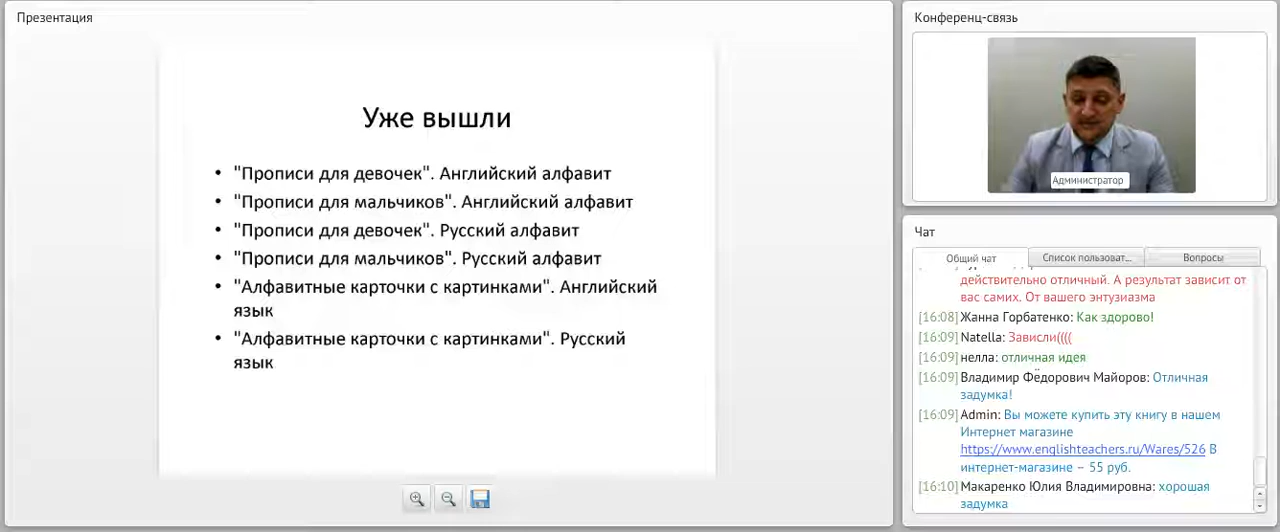 Презентация
Уже вышли
• "Прописи для девочек". Английский алфавит
• "Прописи для мальчиков". Английский алфавит
• "Прописи для девочек". Русский алфавит
• "Прописи для мальчиков". Русский алфавит
• "Алфавитные карточки с картинками". Английский
язык
• "Алфавитные карточки с картинками". Русский
язык
Конференц-связь
Администратор
Чат
Общий чат
Список пользоват...
Вопросы
действительно отличный. А результат зависит от
вас самих. От вашего энтузиазма
[16:08] Жанна Горбатенко: Как здорово!
[16:09] Natella: Зависли((((
[16:09] нелла: отличная идея
[16:09] Владимир Фёдорович Майоров: Отличная
задумка!
[16:09] Admin: Вы можете купить эту книгу в нашем
Интернет магазине
https://www.englishteachers.ru/Wares/526 В
интернет-магазине – 55 руб.
[16:10] Макаренко Юлия Владимировна: хорошая
задумка